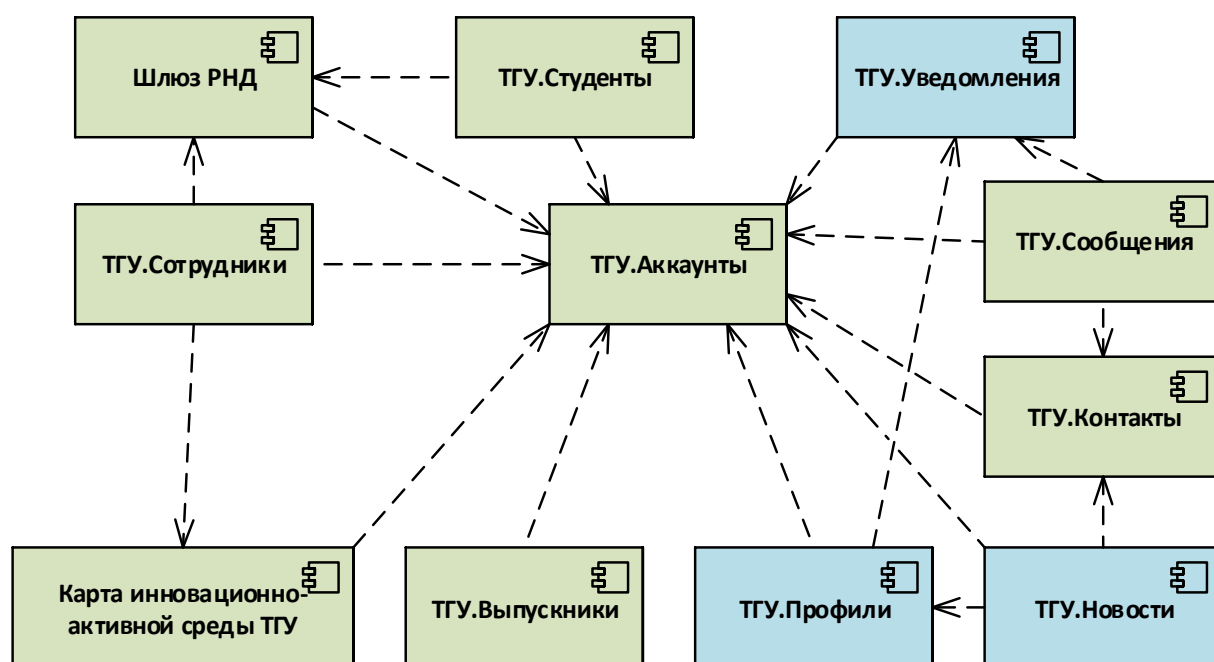 Шлюз РНД
ТГУ.Студенты
ТГУ.Уведомления
ТГУ.Сотрудники
ТГУ.Аккаунты
ТГУ.Сообщения
ТГУ.Контакты
Карта инновационно-
активной среды ТГУ
ТГУ.Выпускники
ТГУ.Профили
ТГУ.Новости